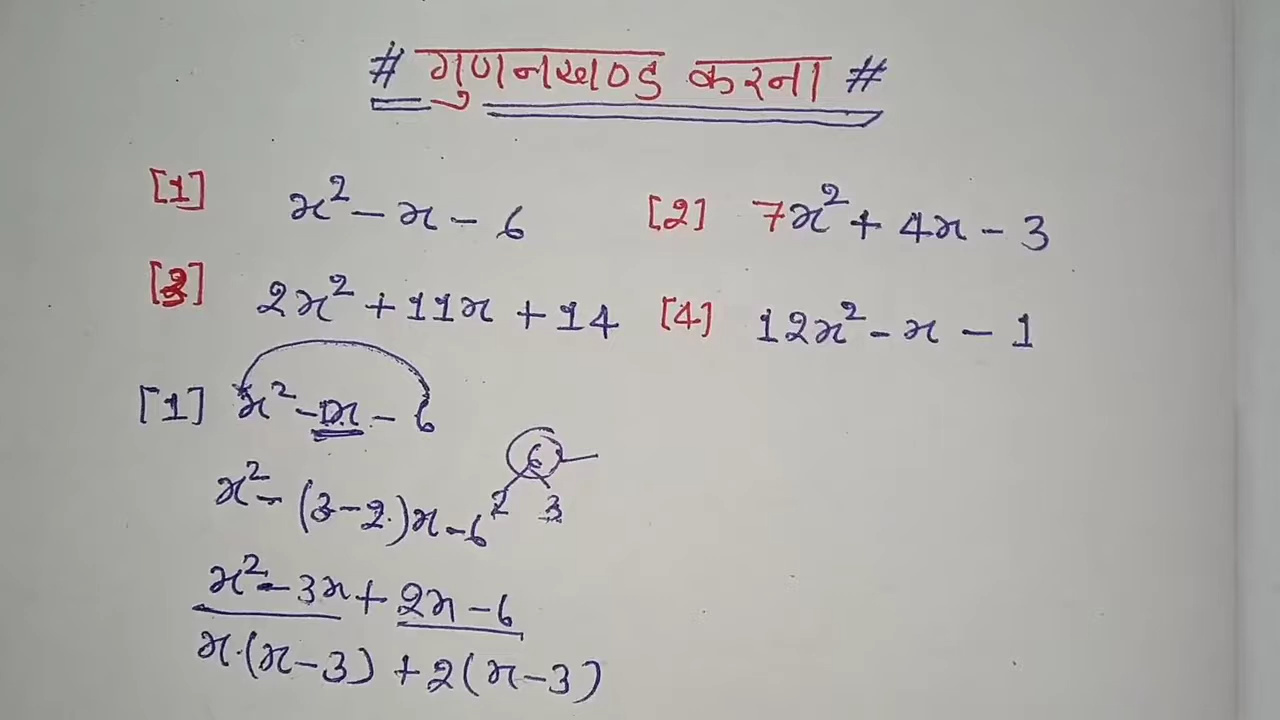 # गुणनखण्ड करना #
[1] x² - x - 6 [2] 7x² + 4x - 3
[3] 2x² + 11x + 14 [4] 12x² - x - 1
[1] x² - 1x - 6
6
x² - (3 - 2)x - 6 2 3
x² - 3x + 2x - 6
x·(x - 3) + 2(x - 3)